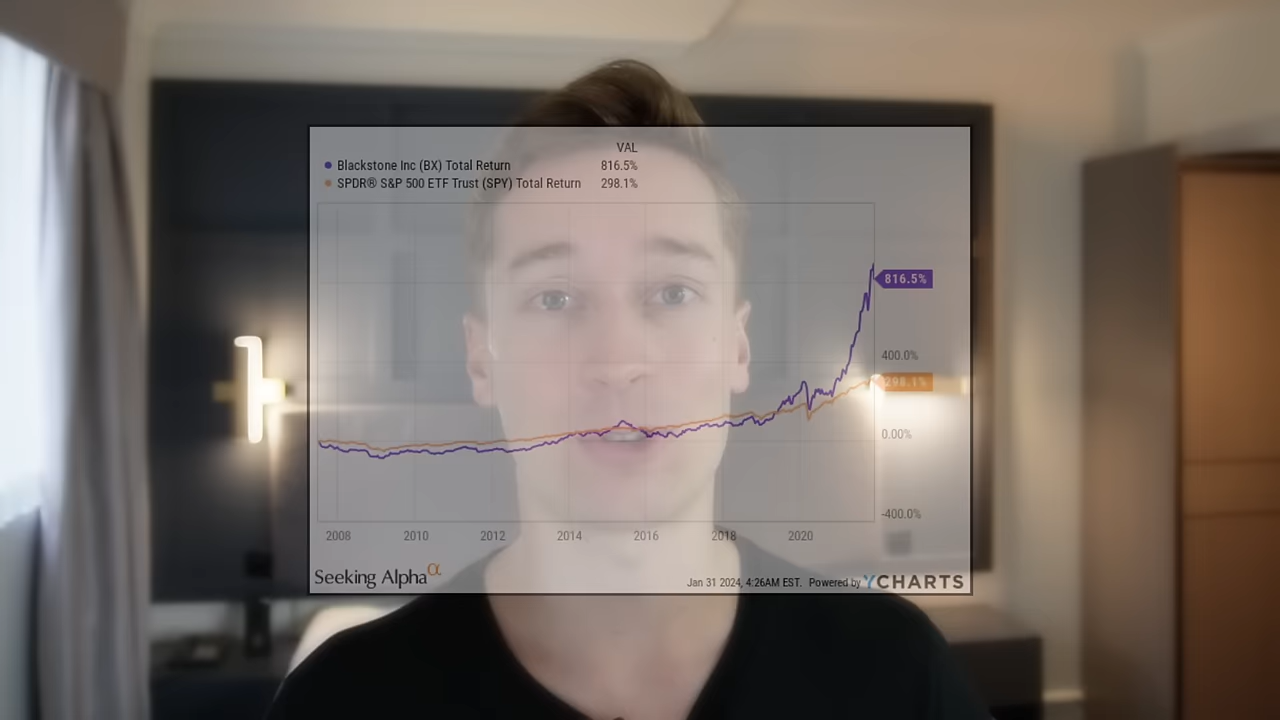 VAL
Blackstone Inc (BX) Total Return 816.5%
SPDR® S&P 500 ETF Trust (SPY) Total Return 298.1%
816.5%
400.0%
298.1%
0.00%
-400.0%
2008 2010 2012 2014 2016 2018 2020
Seeking Alphaα
Jan 31 2024, 4:26AM EST. Powered by YCHARTS